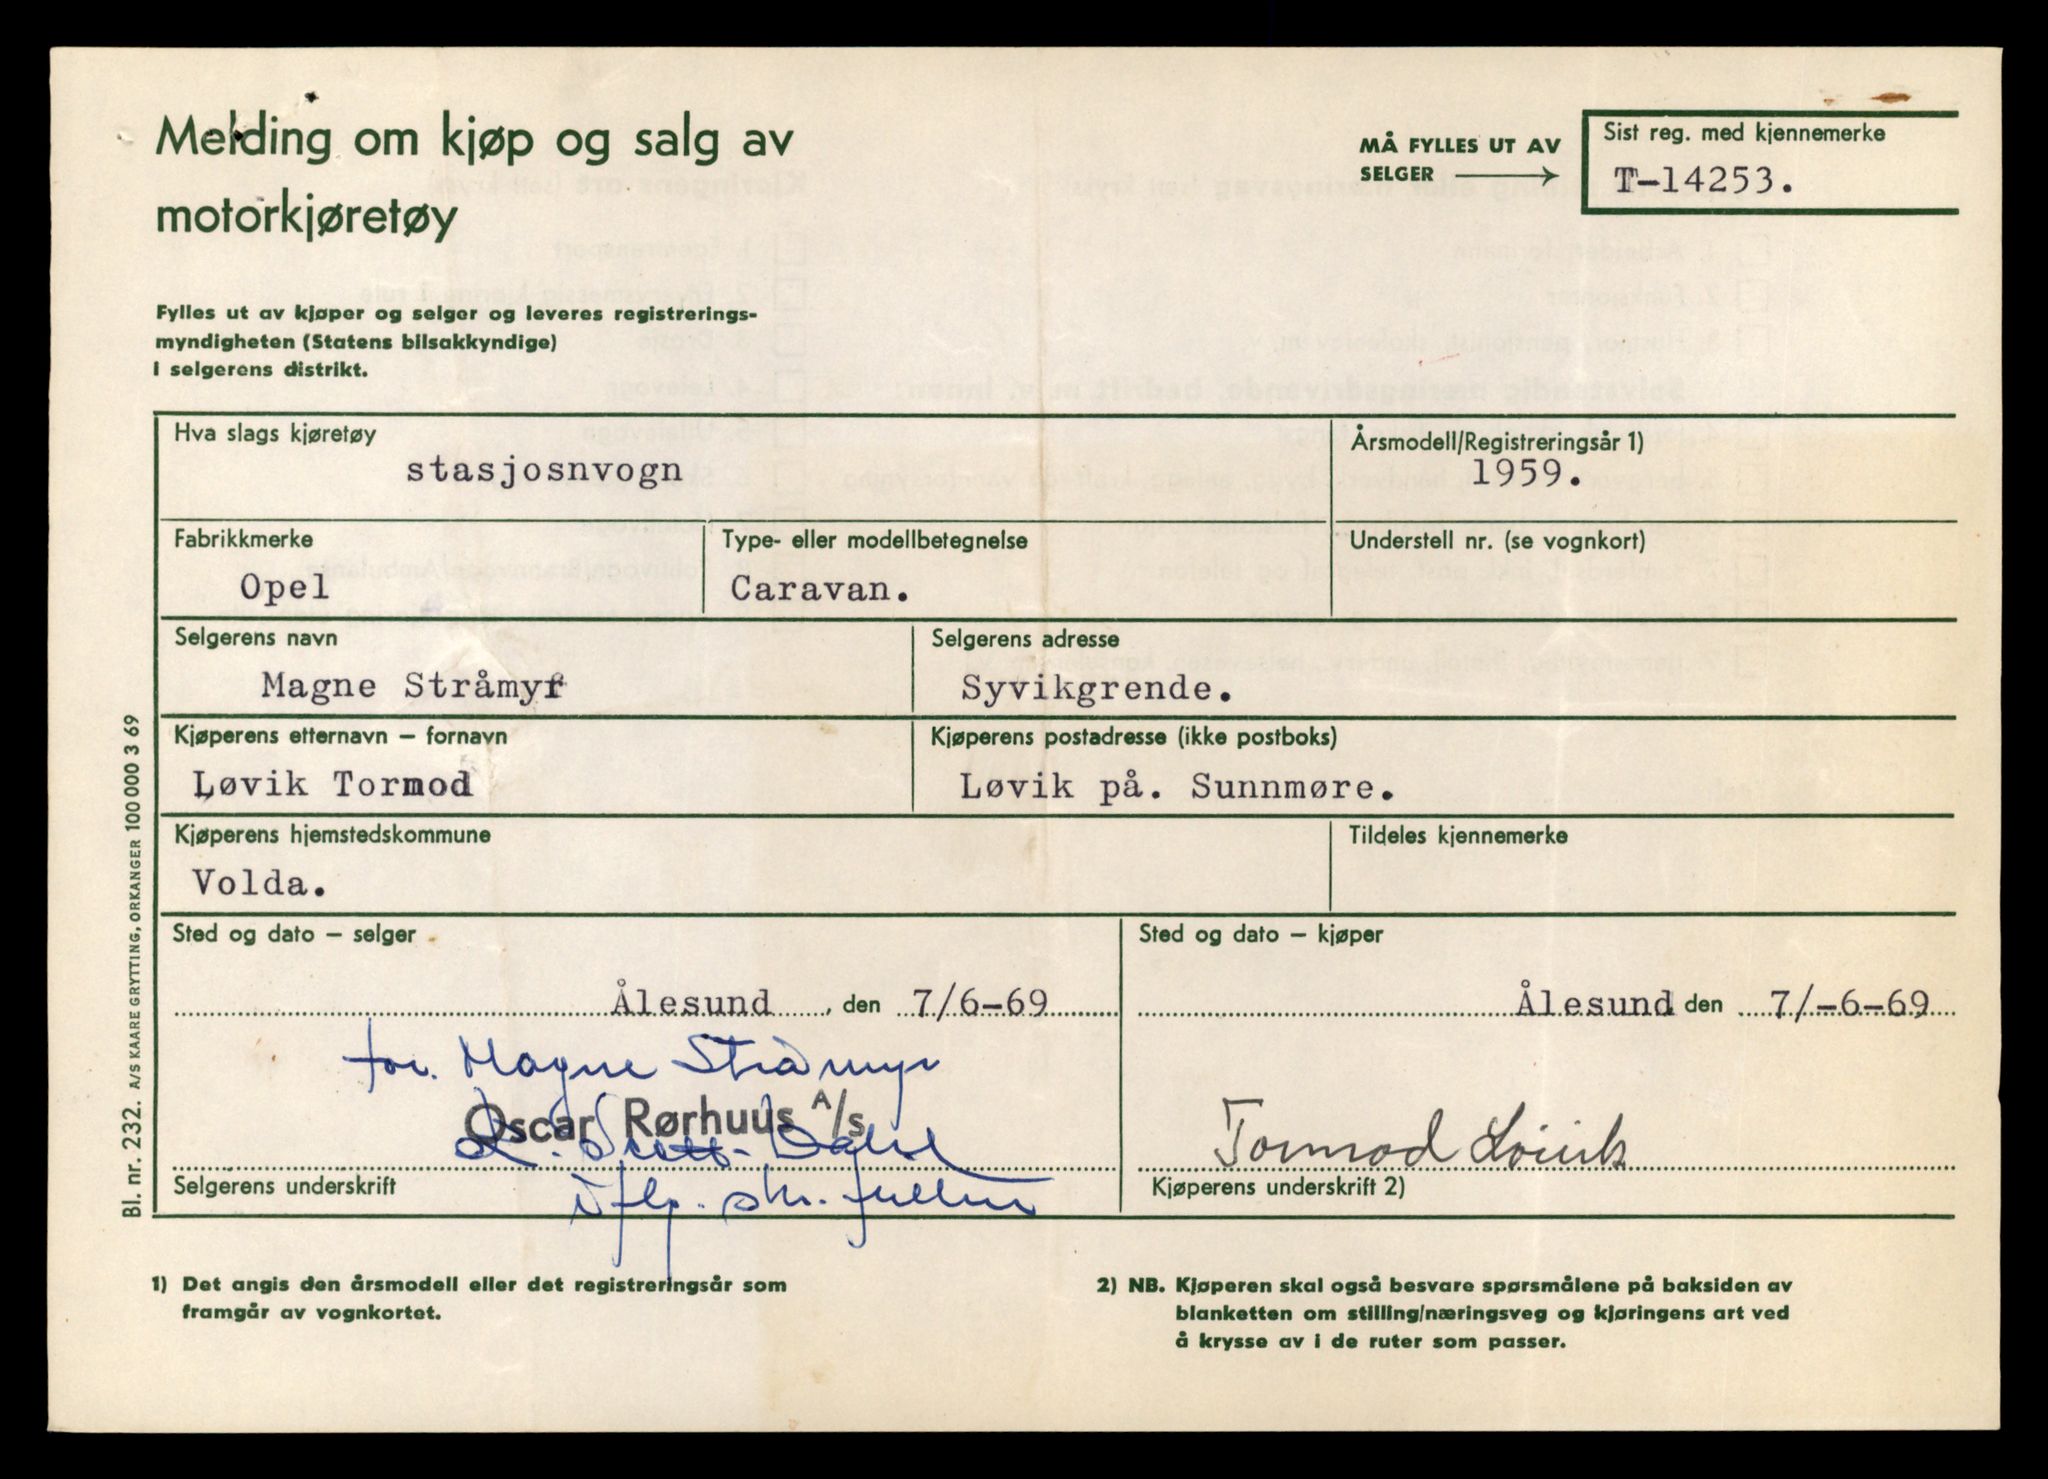 Melding om kjøp og salg av
motorkjøretøy
MÅ FYLLES UT AV
SELGER
Sist reg. med kjennemerke
T-14253.
Fylles ut av kjøper og selger og leveres registrerings-
myndigheten (Statens bilsakkyndige)
i selgerens distrikt.
Hva slags kjøretøy
stasjosnvogn
Årsmodell/Registreringsår 1)
1959.
Fabrikkmerke
Opel
Type- eller modellbetegnelse
Caravan.
Understell nr. (se vognkort)
Selgerens navn
Magne Stråmyr
Selgerens adresse
Syvikgrende.
Kjøperens etternavn – fornavn
Løvik Tormod
Kjøperens postadresse (ikke postboks)
Løvik på. Sunnmøre.
Kjøperens hjemstedskommune
Volda.
Tildeles kjennemerke
Sted og dato – selger
Ålesund, den 7/6-69
for. Magne Stråmyr
Oscar Rørhuus A/s
Selgerens underskrift
Sted og dato – kjøper
Ålesund den 7/-6-69
Tormod Løvik
Kjøperens underskrift 2)
1) Det angis den årsmodell eller det registreringsår som
framgår av vognkortet.
2) NB. Kjøperen skal også besvare spørsmålene på baksiden av
blanketten om stilling/næringsveg og kjøringens art ved
å krysse av i de ruter som passer.
Bl. nr. 232. A/S KAARE GRYTTING, ORKANGER 100 000 3 69